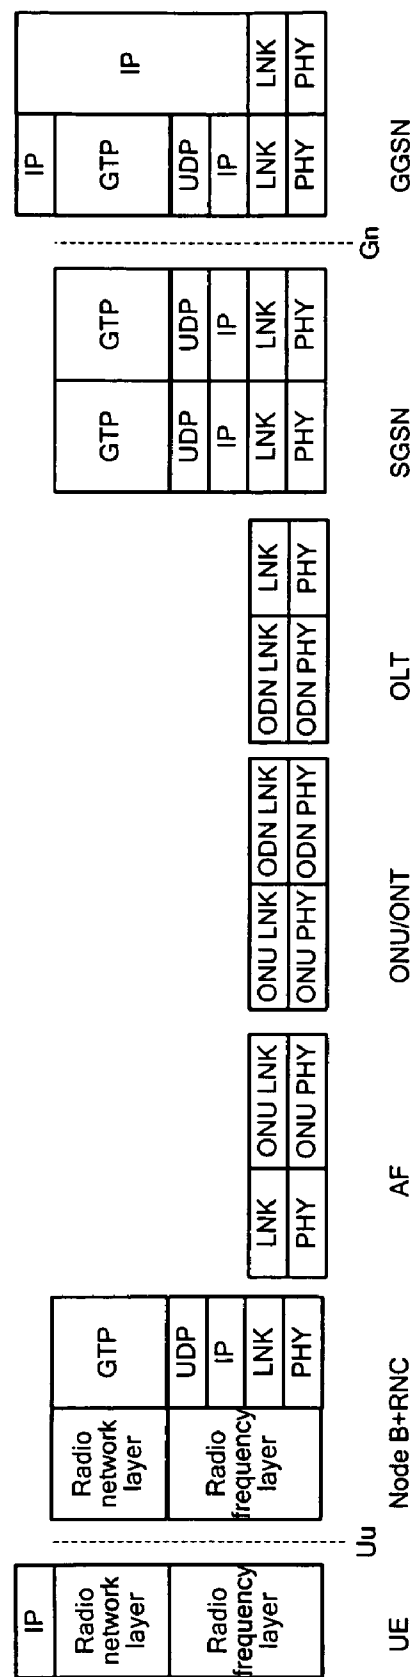 IP
Radio
network
layer
Radio
frequency
layer
UE
Uu
Radio
network
layer
Radio
frequency
layer
GTP
UDP
IP
LNK
PHY
Node B+RNC
LNK
ONU LNK
PHY
ONU PHY
AF
ONU LNK
ODN LNK
ONU PHY
ODN PHY
ONU/ONT
ODN LNK
LNK
ODN PHY
PHY
OLT
GTP
GTP
UDP
UDP
IP
IP
LNK
LNK
PHY
PHY
SGSN
Gn
IP
GTP
UDP
IP
LNK
PHY
IP
LNK
PHY
GGSN